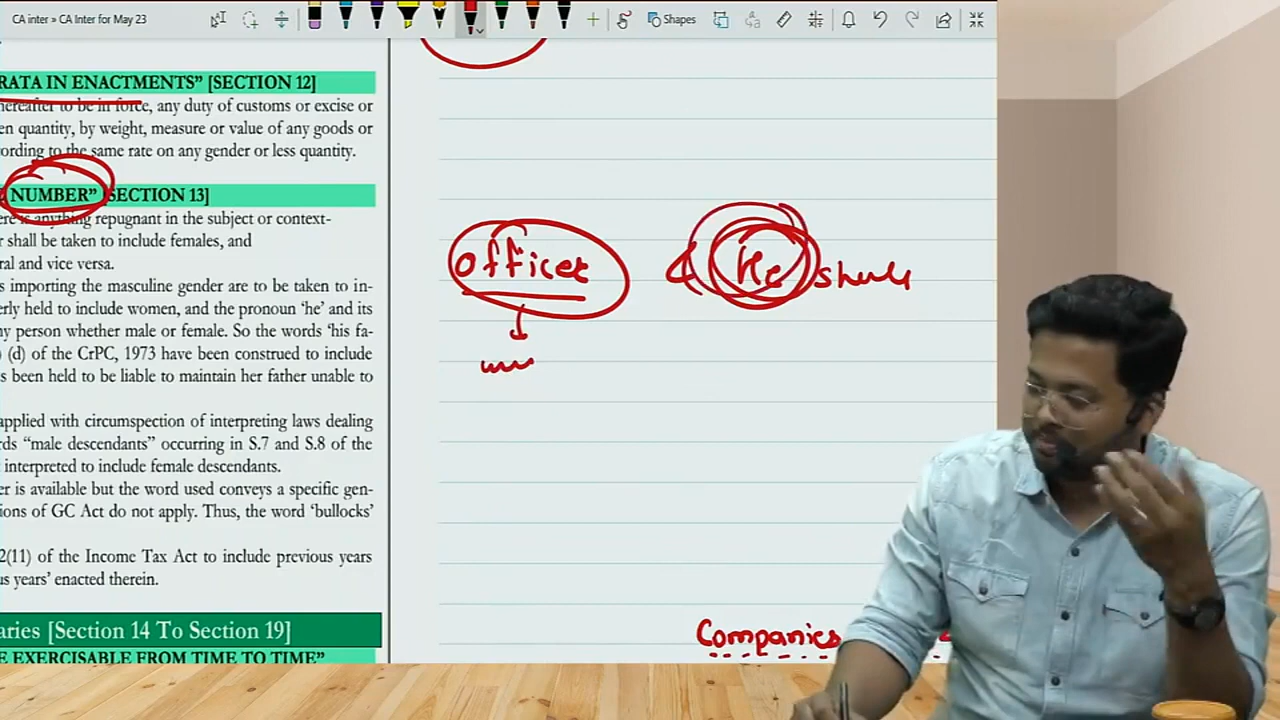 CA inter » CA Inter for May 23
Shapes
RATA IN ENACTMENTS” [SECTION 12]
hereafter to be in force, any duty of customs or excise or
en quantity, by weight, measure or value of any goods or
ording to the same rate on any gender or less quantity.
NUMBER” [SECTION 13]
ere is anything repugnant in the subject or context-
r shall be taken to include females, and
ral and vice versa.
s importing the masculine gender are to be taken to in-
erly held to include women, and the pronoun ‘he’ and its
ny person whether male or female. So the words ‘his fa-
) (d) of the CrPC, 1973 have been construed to include
s been held to be liable to maintain her father unable to
applied with circumspection of interpreting laws dealing
rds “male descendants” occurring in S.7 and S.8 of the
interpreted to include female descendants.
er is available but the word used conveys a specific gen-
ions of GC Act do not apply. Thus, the word ‘bullocks’
2(11) of the Income Tax Act to include previous years
us years’ enacted therein.
aries [Section 14 To Section 19]
E EXERCISABLE FROM TIME TO TIME”
officer
& He shall
Companies